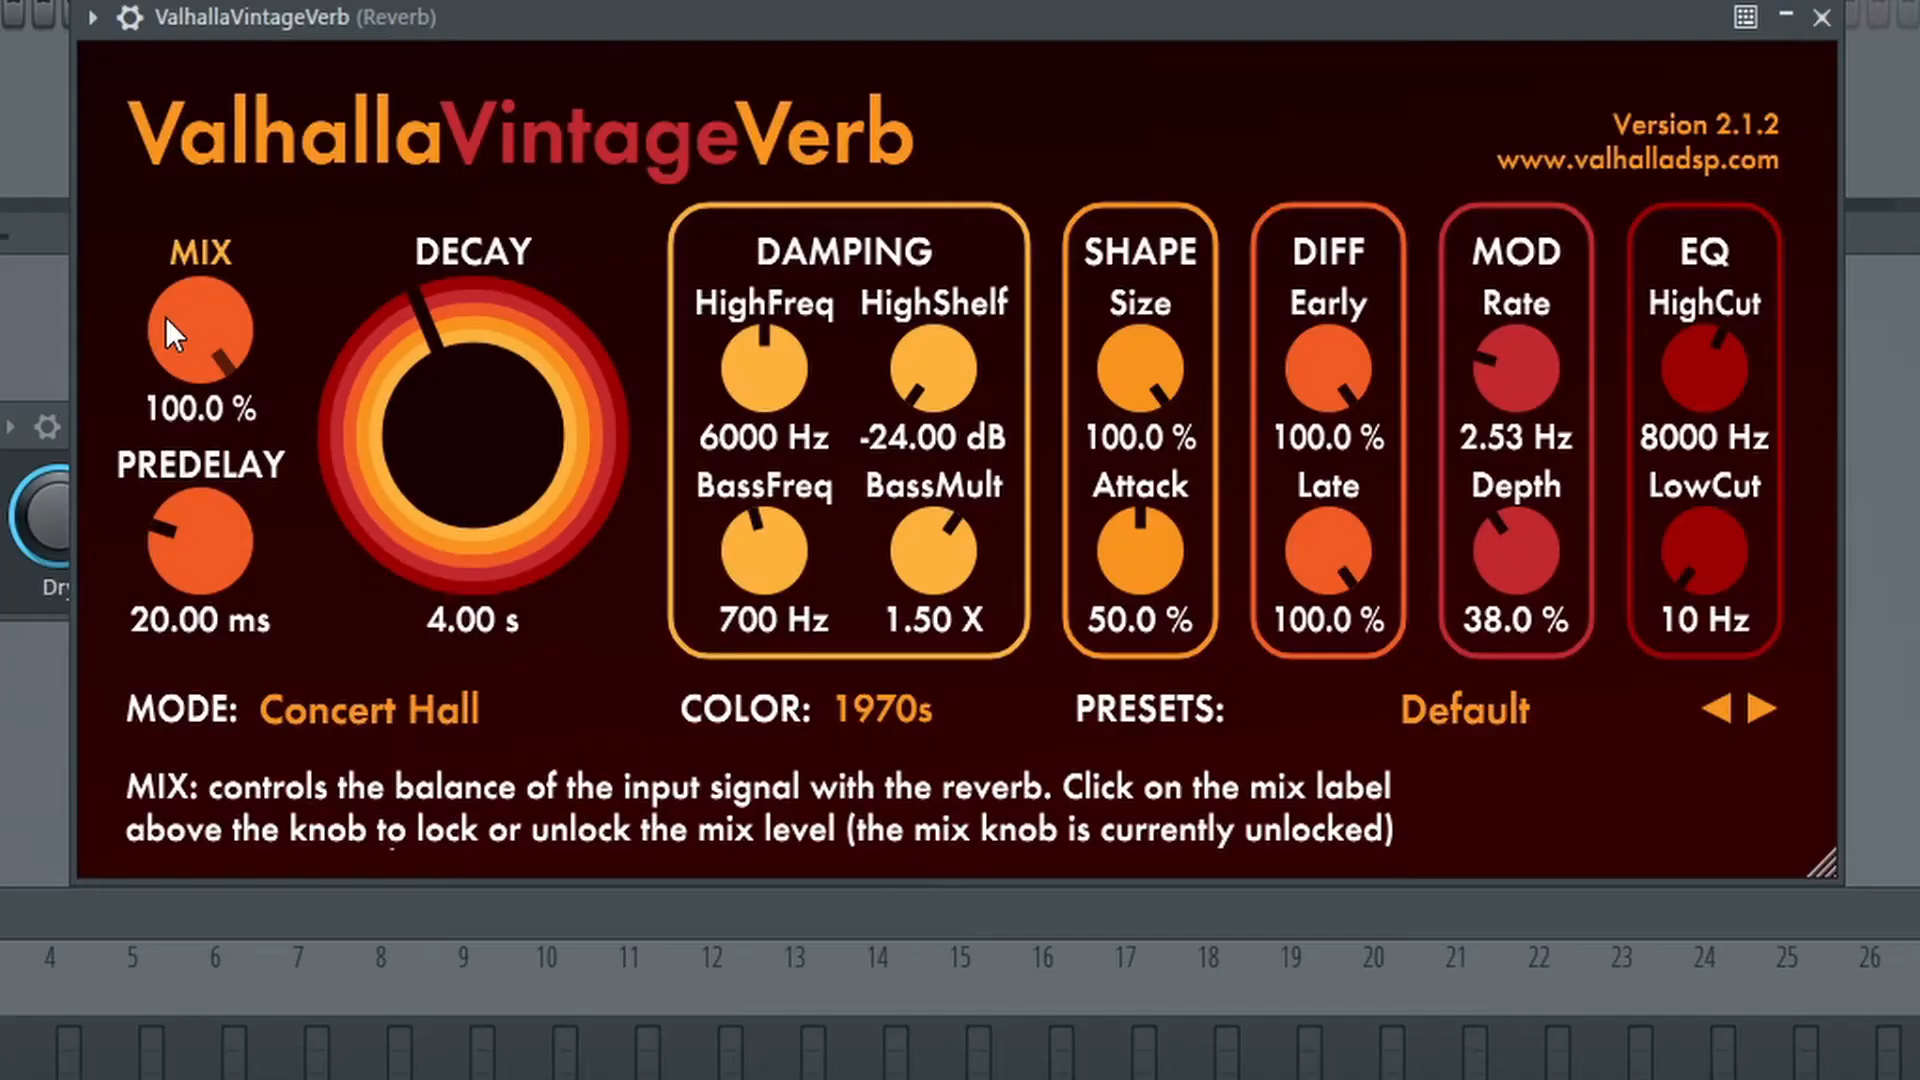 ValhallaVintageVerb (Reverb)
ValhallaVintageVerb
Version 2.1.2
www.valhalladsp.com
MIX
100.0 %
PREDELAY
20.00 ms
DECAY
4.00 s
DAMPING
HighFreq HighShelf
6000 Hz -24.00 dB
BassFreq BassMult
700 Hz 1.50 X
SHAPE
Size
100.0 %
Attack
50.0 %
DIFF
Early
100.0 %
Late
100.0 %
MOD
Rate
2.53 Hz
Depth
38.0 %
EQ
HighCut
8000 Hz
LowCut
10 Hz
MODE: Concert Hall COLOR: 1970s PRESETS: Default
MIX: controls the balance of the input signal with the reverb. Click on the mix label
above the knob to lock or unlock the mix level (the mix knob is currently unlocked)
4 5 6 7 8 9 10 11 12 13 14 15 16 17 18 19 20 21 22 23 24 25 26